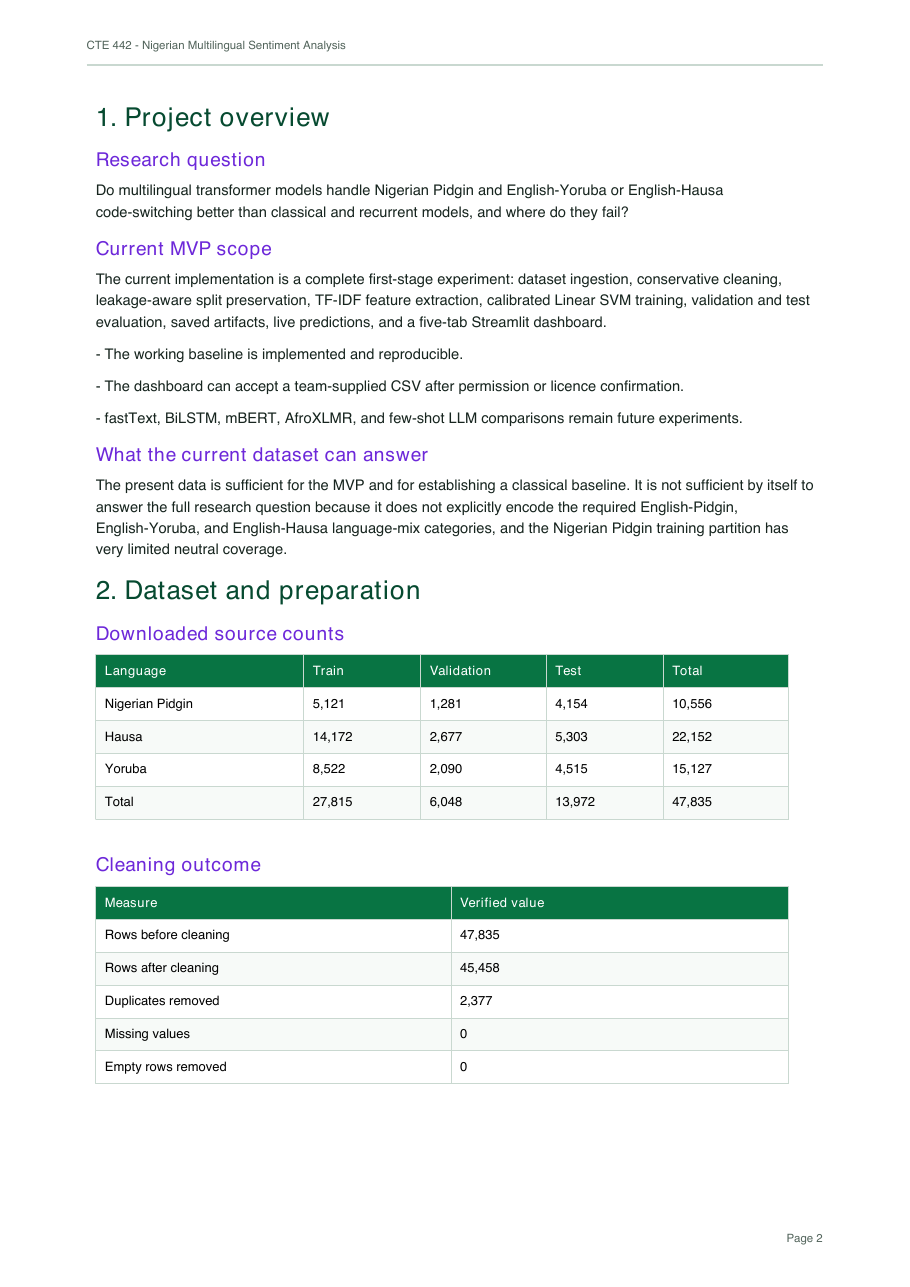 CTE 442 - Nigerian Multilingual Sentiment Analysis
1. Project overview
Research question
Do multilingual transformer models handle Nigerian Pidgin and English-Yoruba or English-Hausa
code-switching better than classical and recurrent models, and where do they fail?
Current MVP scope
The current implementation is a complete first-stage experiment: dataset ingestion, conservative cleaning,
leakage-aware split preservation, TF-IDF feature extraction, calibrated Linear SVM training, validation and test
evaluation, saved artifacts, live predictions, and a five-tab Streamlit dashboard.
- The working baseline is implemented and reproducible.
- The dashboard can accept a team-supplied CSV after permission or licence confirmation.
- fastText, BiLSTM, mBERT, AfroXLMR, and few-shot LLM comparisons remain future experiments.
What the current dataset can answer
The present data is sufficient for the MVP and for establishing a classical baseline. It is not sufficient by itself to
answer the full research question because it does not explicitly encode the required English-Pidgin,
English-Yoruba, and English-Hausa language-mix categories, and the Nigerian Pidgin training partition has
very limited neutral coverage.
2. Dataset and preparation
Downloaded source counts
Language Train Validation Test Total
Nigerian Pidgin 5,121 1,281 4,154 10,556
Hausa 14,172 2,677 5,303 22,152
Yoruba 8,522 2,090 4,515 15,127
Total 27,815 6,048 13,972 47,835
Cleaning outcome
Measure Verified value
Rows before cleaning 47,835
Rows after cleaning 45,458
Duplicates removed 2,377
Missing values 0
Empty rows removed 0
Page 2